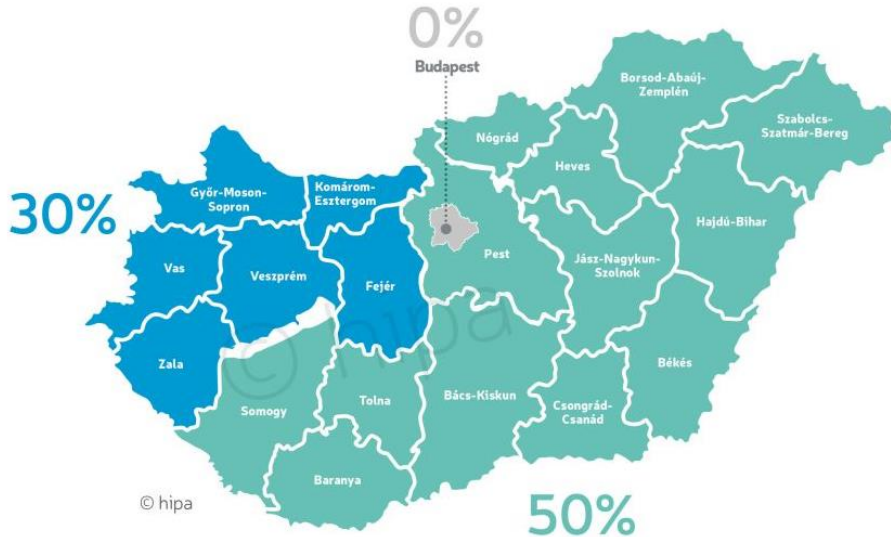 0%
Budapest
Borsod-Abaúj-
Zemplén
Szabolcs-
Szatmár-Bereg
Nógrád
Heves
Győr-Moson-
Sopron
Komárom-
Esztergom
30%
Hajdú-Bihar
Pest
Jász-Nagykun-
Szolnok
Vas
Veszprém
Fejér
Zala
Békés
Somogy
Tolna
Bács-Kiskun
Csongrád-
Csanád
Baranya
© hipa
© hipa
50%